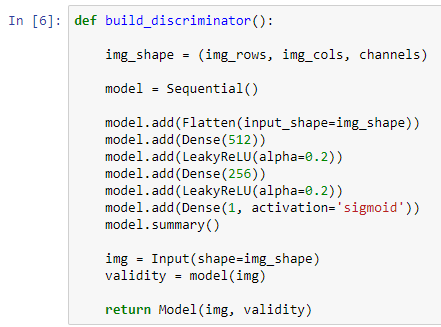 In [6]: def build_discriminator():
img_shape = (img_rows, img_cols, channels)
model = Sequential()
model.add(Flatten(input_shape=img_shape))
model.add(Dense(512))
model.add(LeakyReLU(alpha=0.2))
model.add(Dense(256))
model.add(LeakyReLU(alpha=0.2))
model.add(Dense(1, activation='sigmoid'))
model.summary()
img = Input(shape=img_shape)
validity = model(img)
return Model(img, validity)